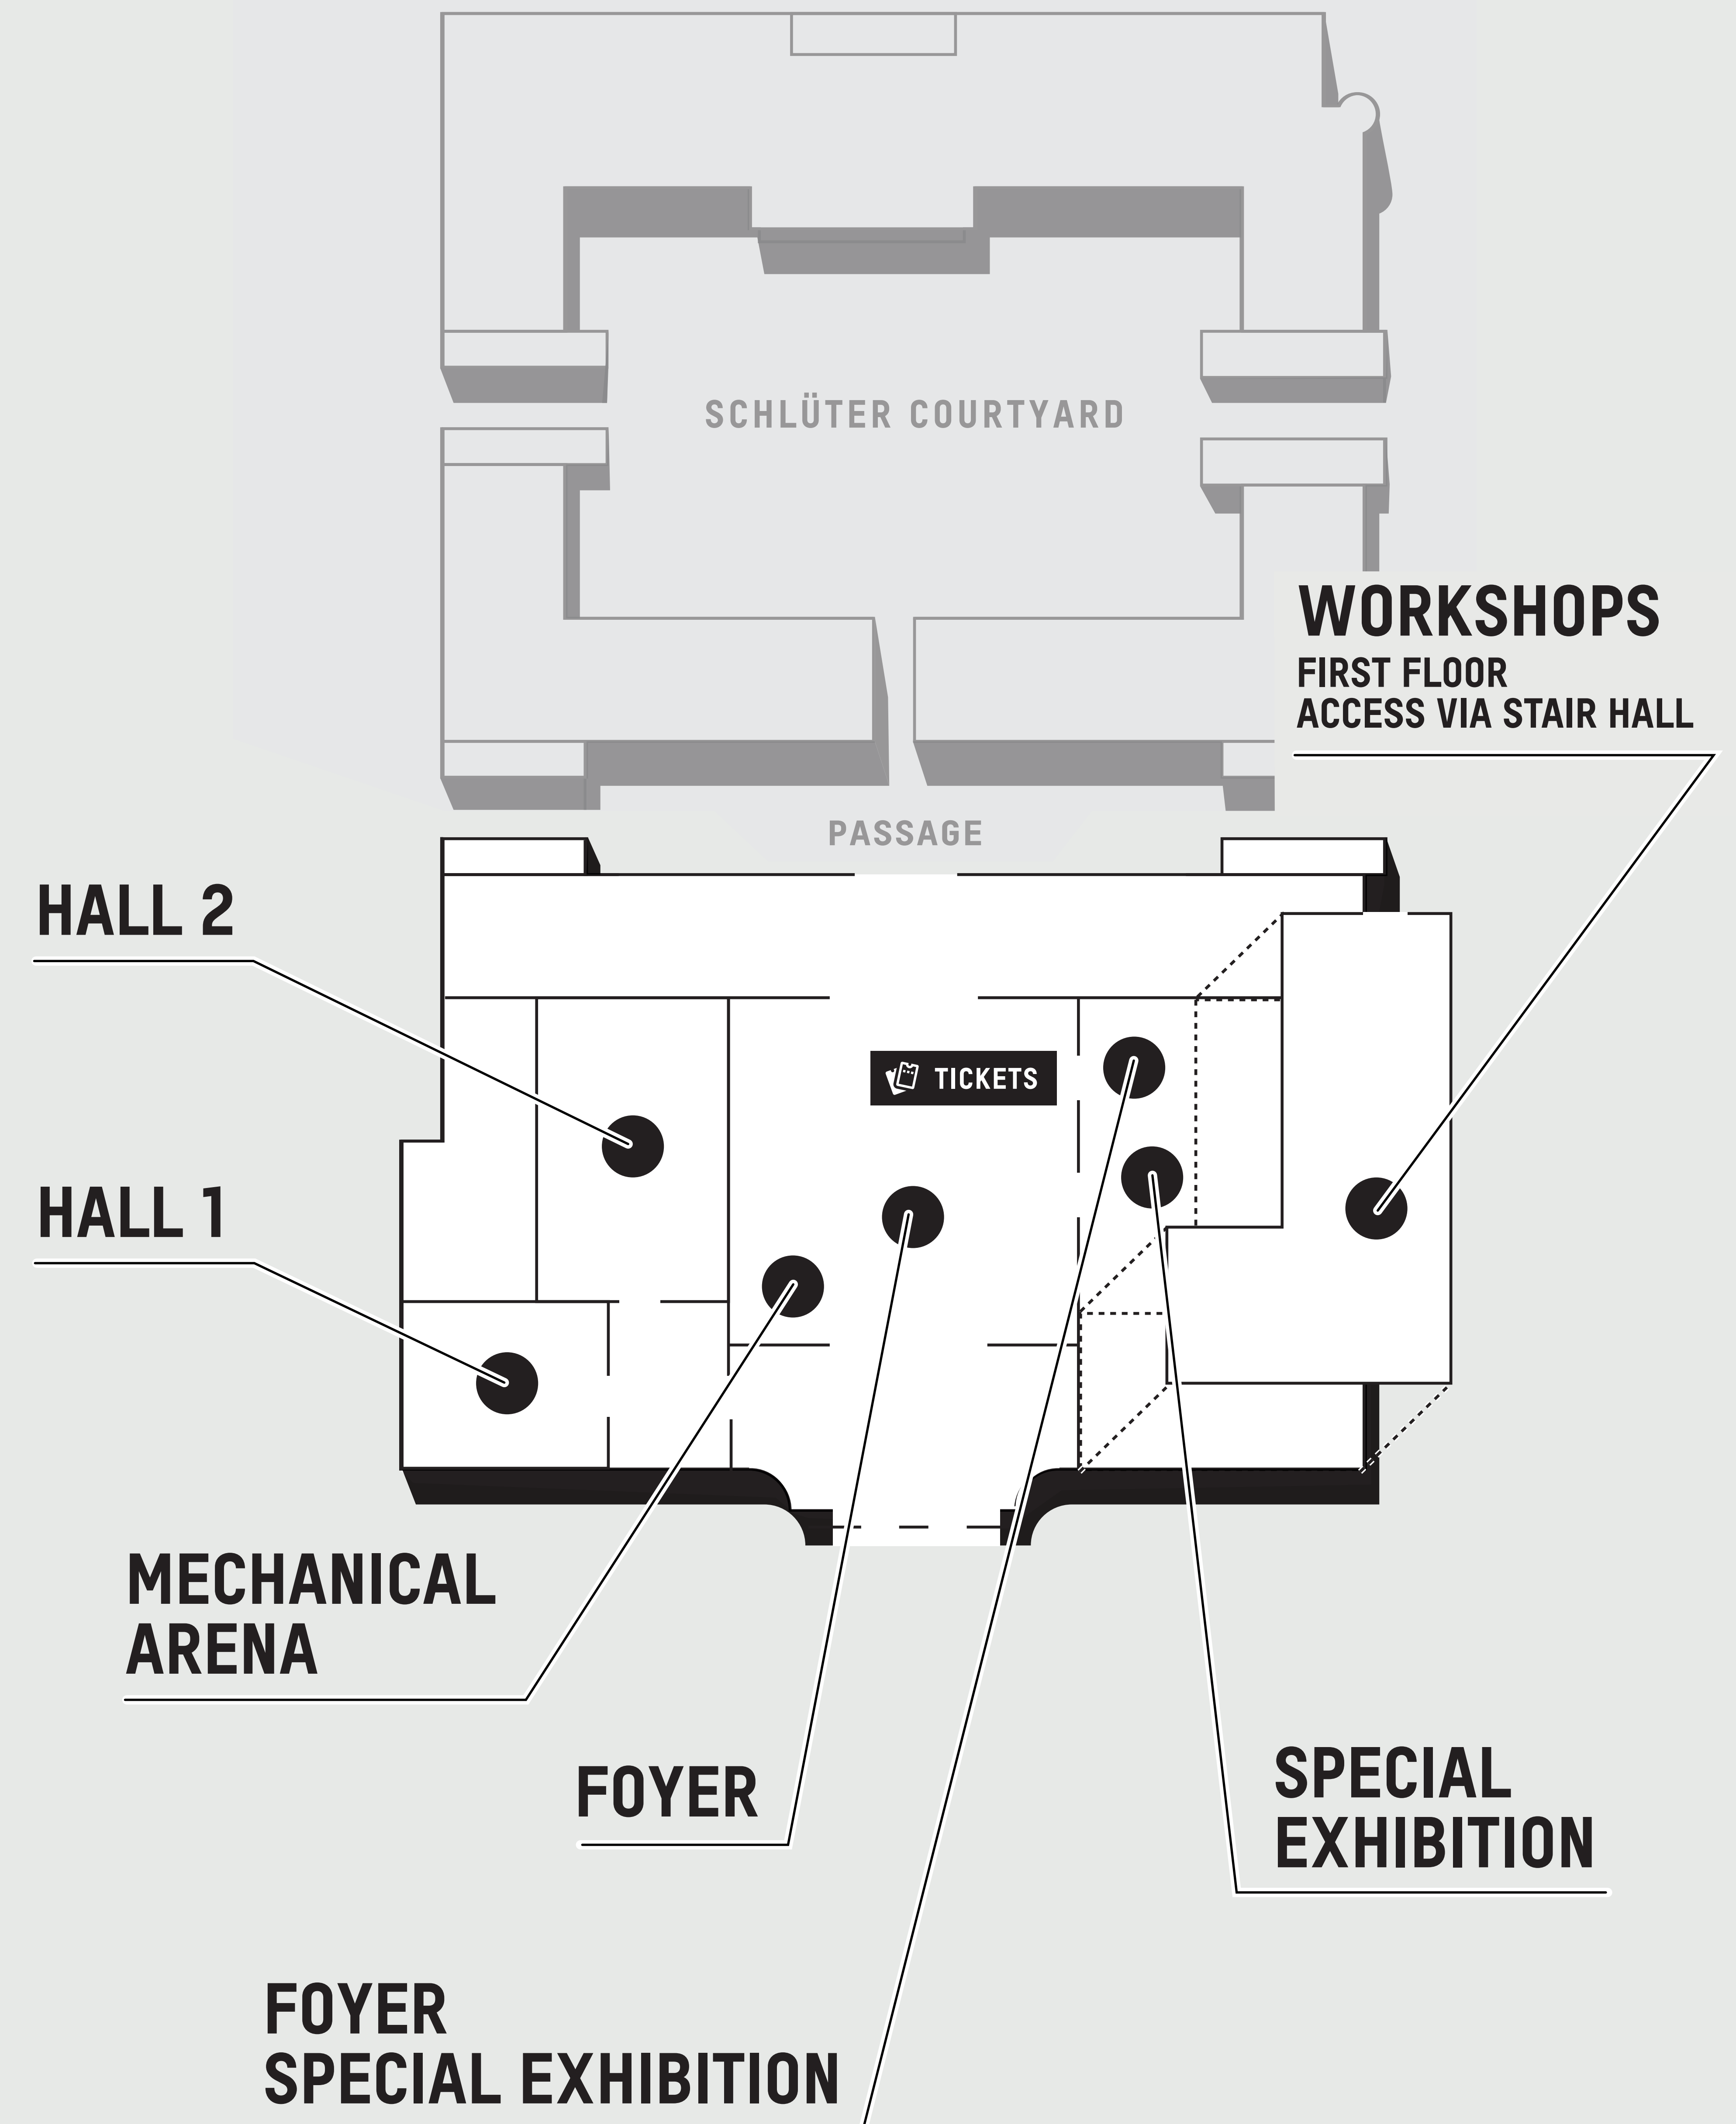 SCHLÜTER COURTYARD
WORKSHOPS
FIRST FLOOR
ACCESS VIA STAIR HALL
PASSAGE
HALL 2
TICKETS
HALL 1
MECHANICAL
ARENA
FOYER
SPECIAL
EXHIBITION
FOYER
SPECIAL EXHIBITION